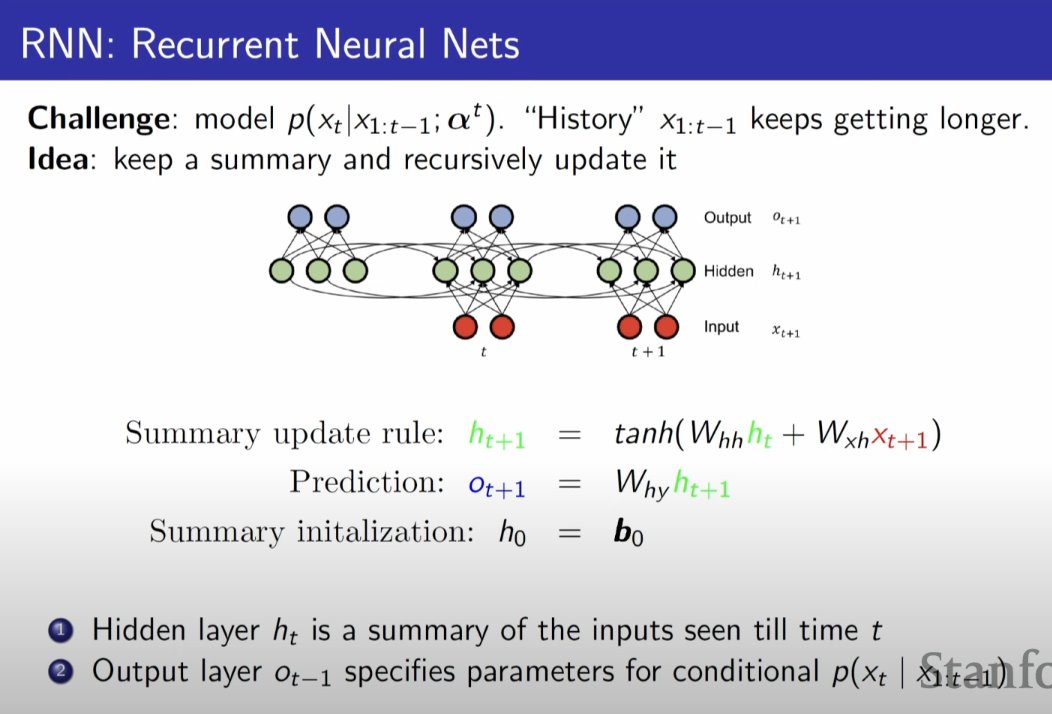 RNN: Recurrent Neural Nets
Challenge: model p(x_t|x_{1:t−1}; α^t). “History” x_{1:t−1} keeps getting longer.
Idea: keep a summary and recursively update it
Output o_{t+1}
Hidden h_{t+1}
Input x_{t+1}
t t + 1
Summary update rule: h_{t+1} = tanh(W_{hh}h_t + W_{xh}x_{t+1})
Prediction: o_{t+1} = W_{hy}h_{t+1}
Summary initalization: h_0 = b_0
1 Hidden layer h_t is a summary of the inputs seen till time t
2 Output layer o_{t−1} specifies parameters for conditional p(x_t | x_{1:t−1})
Stanfo